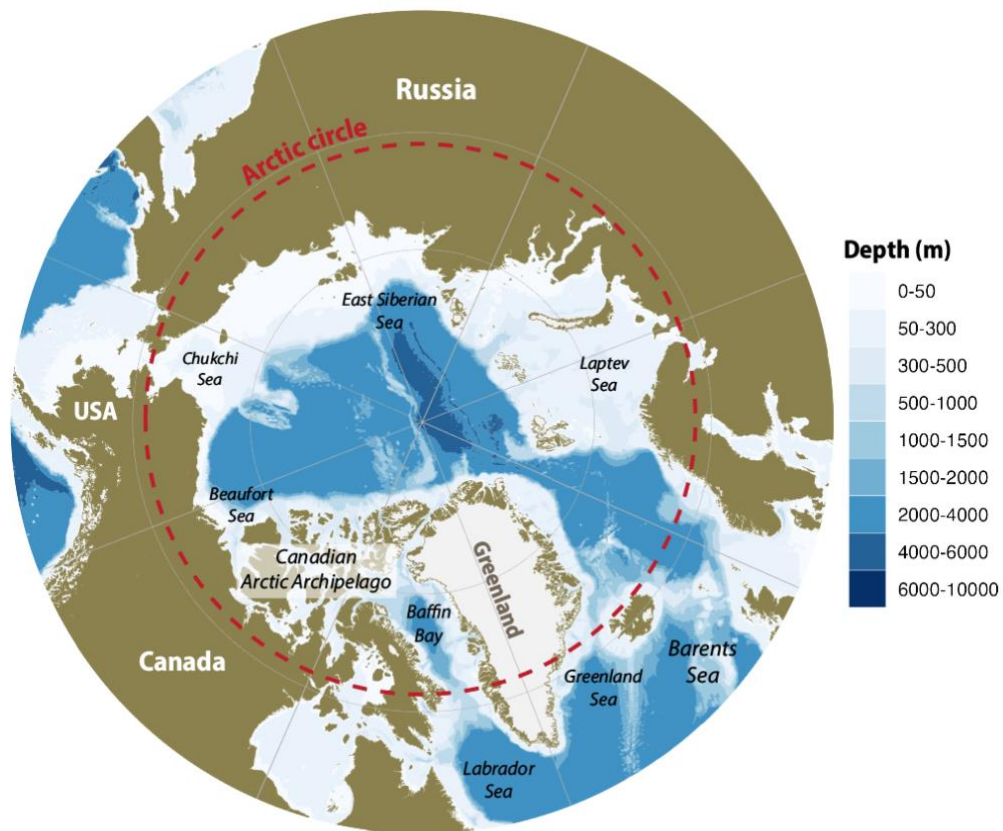 Russia
Arctic circle
East Siberian
Sea
Chukchi
Sea
Laptev
Sea
USA
Beaufort
Sea
Canadian
Arctic Archipelago
Greenland
Baffin
Bay
Canada
Greenland
Sea
Barents
Sea
Labrador
Sea
Depth (m)
0-50
50-300
300-500
500-1000
1000-1500
1500-2000
2000-4000
4000-6000
6000-10000